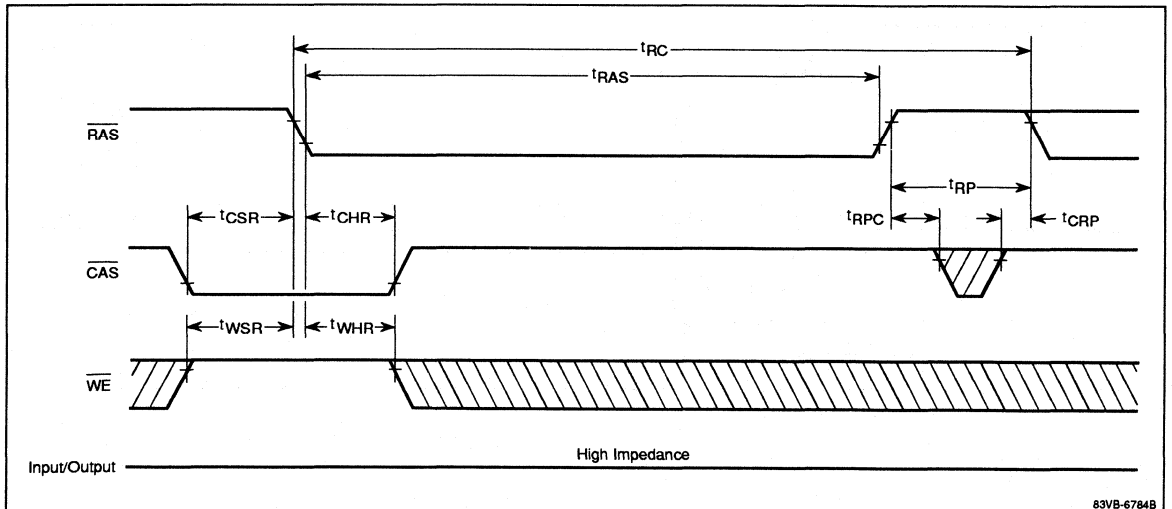 tRC
tRAS
RAS
tRP
tCSR
tCHR
tRPC
tCRP
CAS
tWSR
tWHR
WE
High Impedance
Input/Output
83VB-6784B